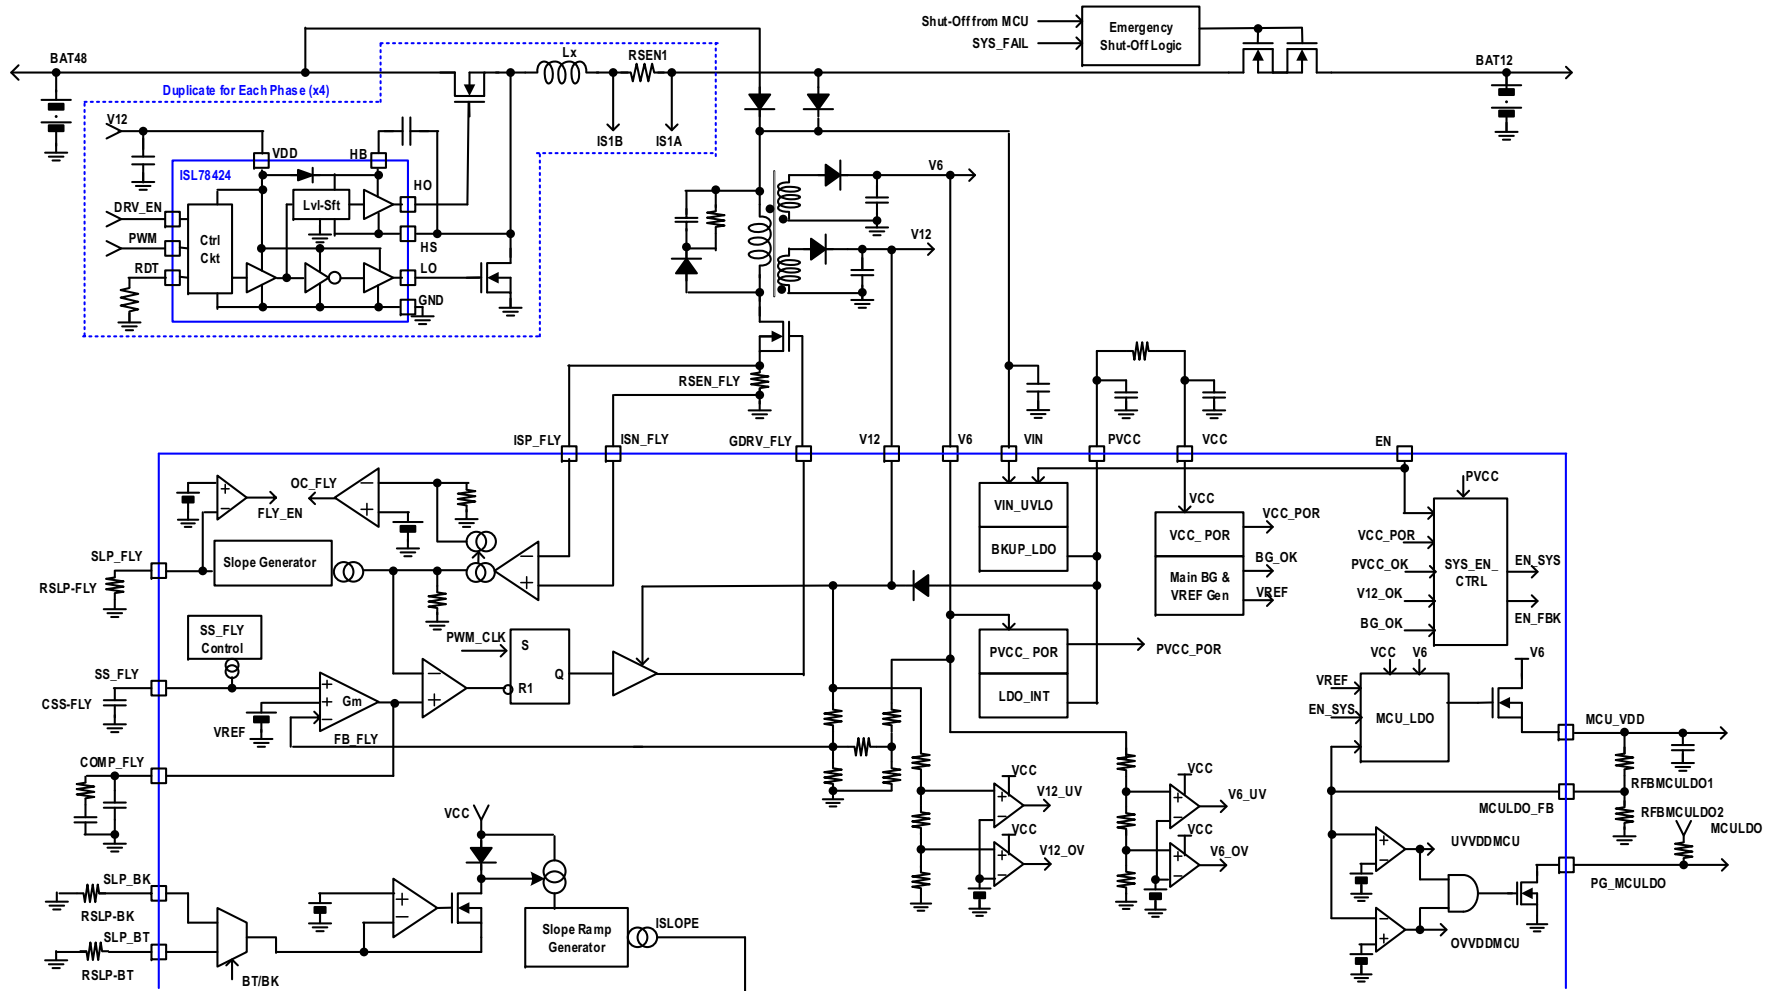 Shut-Off from MCU
SYS_FAIL
Emergency
Shut-Off Logic
BAT48
Lx
RSEN1
BAT12
Duplicate for Each Phase (x4)
V12
IS1B
IS1A
VDD
HB
ISL78424
HO
Lvl-Sft
V6
DRV_EN
PWM
Ctrl
Ckt
HS
V12
RDT
LO
GND
RSEN_FLY
ISP_FLY
ISN_FLY
GDRV_FLY
V12
V6
VIN
PVCC
VCC
EN
OC_FLY
FLY_EN
PVCC
VIN_UVLO
VCC
VCC_POR
VCC_POR
VCC_POR
SLP_FLY
Slope Generator
BKUP_LDO
BG_OK
PVCC_OK
SYS_EN_
CTRL
EN_SYS
RSLP-FLY
Main BG &
VREF Gen
VREF
V12_OK
EN_FBK
BG_OK
SS_FLY
Control
PWM_CLK
S
Q
R1
PVCC_POR
PVCC_POR
VCC
V6
V6
SS_FLY
CSS-FLY
Gm
LDO_INT
VREF
EN_SYS
MCU_LDO
VREF
FB_FLY
MCU_VDD
COMP_FLY
VCC
V12_UV
VCC
V6_UV
RFBMCULDO1
MCULDO_FB
RFBMCULDO2
MCULDO
VCC
VCC
V12_OV
VCC
V6_OV
UVVDDMCU
PG_MCULDO
SLP_BK
RSLP-BK
SLP_BT
RSLP-BT
BT/BK
Slope Ramp
Generator
ISLOPE
OVVDDMCU